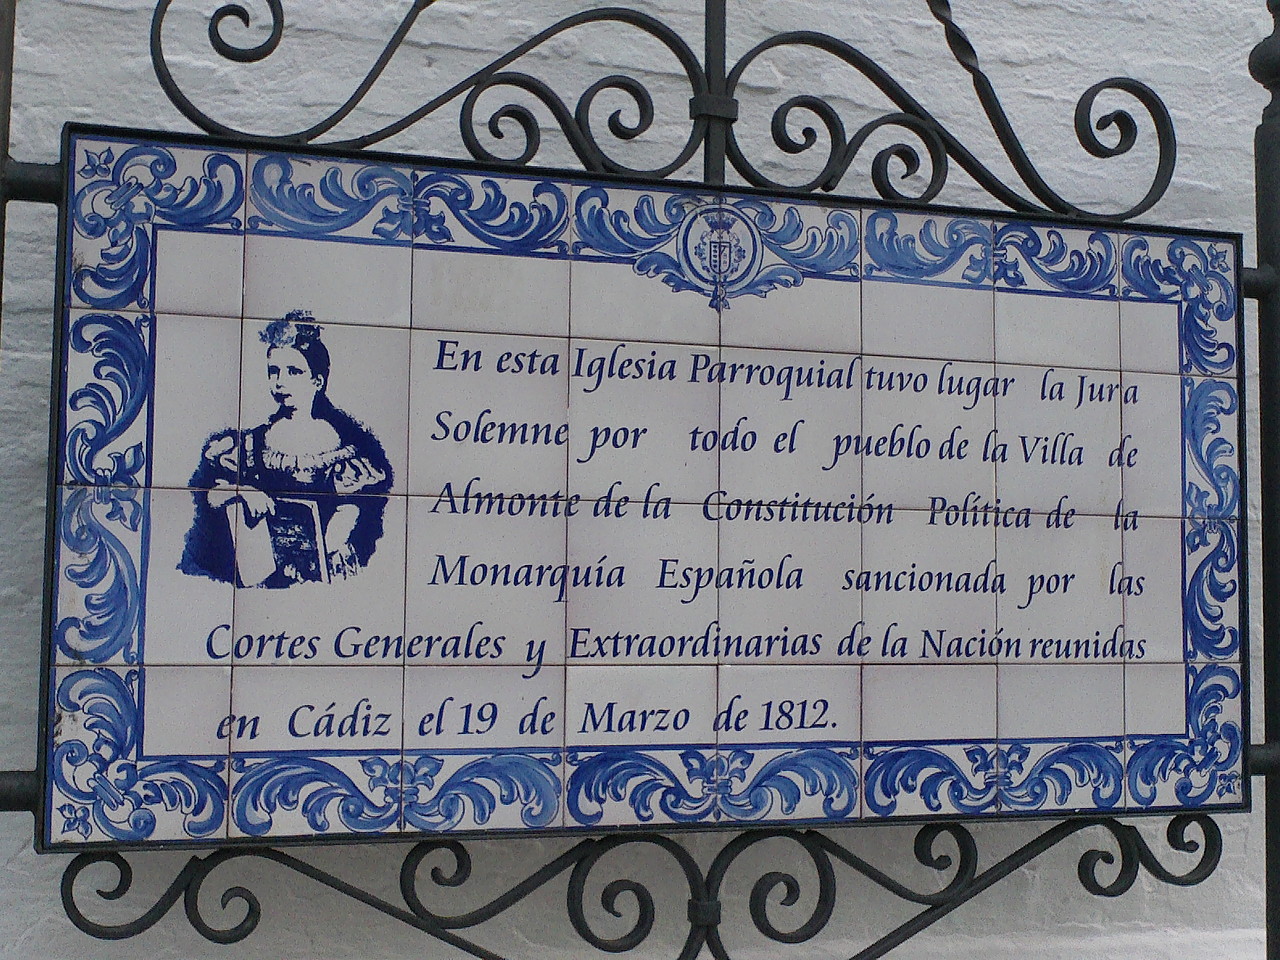 En esta Iglesia Parroquial tuvo lugar la Jura
Solemne por todo el pueblo de la Villa de
Almonte de la Constitución Política de la
Monarquía Española sancionada por las
Cortes Generales y Extraordinarias de la Nación reunidas
en Cádiz el 19 de Marzo de 1812.